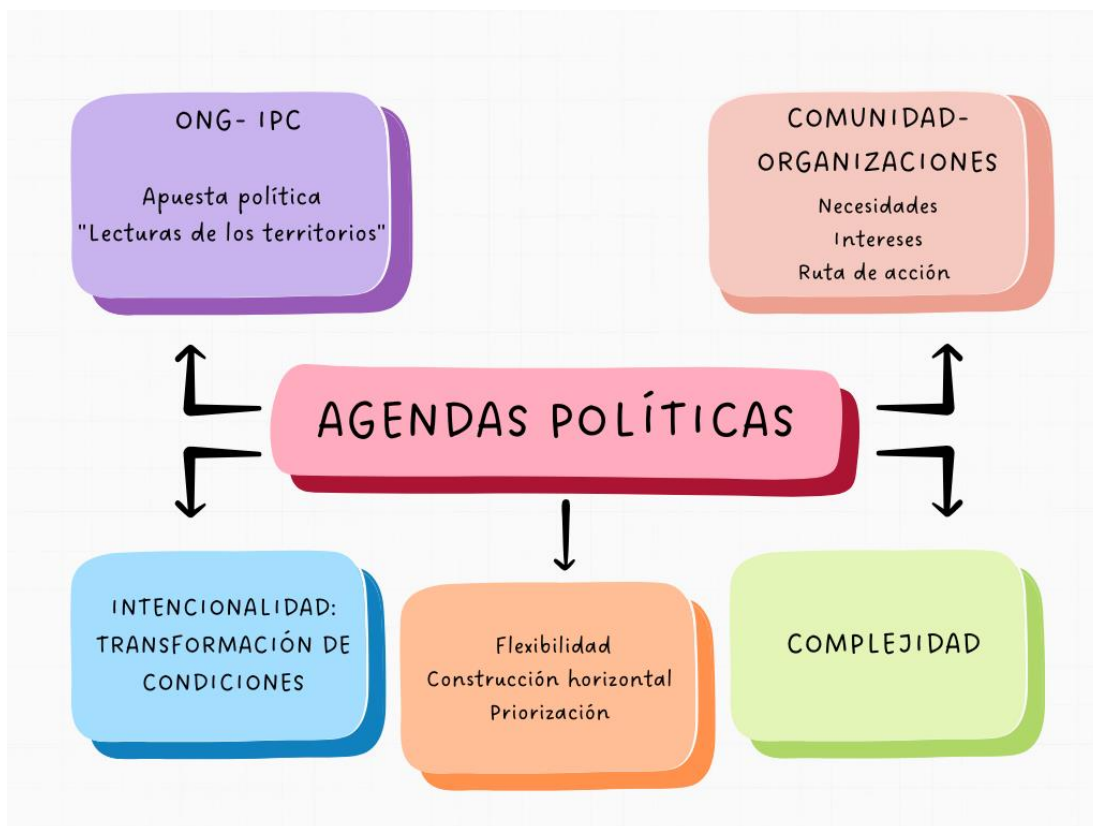 ONG- IPC
Apuesta política
"Lecturas de los territorios"
COMUNIDAD-
ORGANIZACIONES
Necesidades
Intereses
Ruta de acción
AGENDAS POLÍTICAS
INTENCIONALIDAD:
TRANSFORMACIÓN DE
CONDICIONES
Flexibilidad
Construcción horizontal
Priorización
COMPLEJIDAD